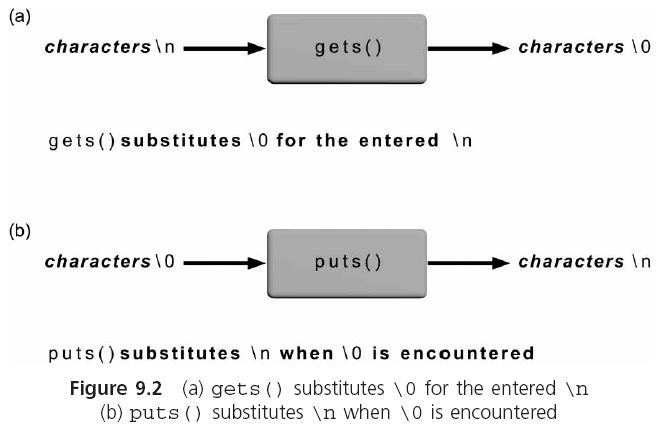 (a)
characters \n gets() characters \0
gets() substitutes \0 for the entered \n
(b)
characters \0 puts() characters \n
puts() substitutes \n when \0 is encountered
Figure 9.2 (a) gets() substitutes \0 for the entered \n
(b) puts() substitutes \n when \0 is encountered